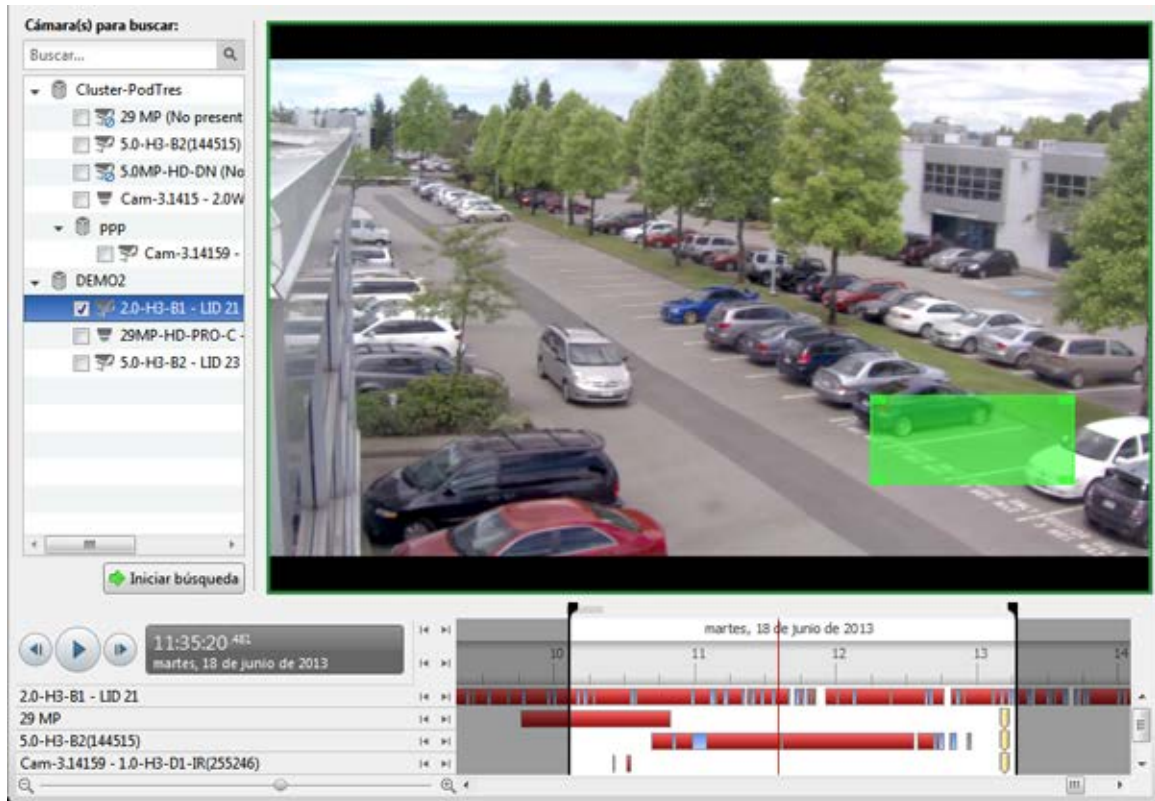 Cámara(s) para buscar:
Buscar...
Cluster-PodTres
29 MP (No present
5.0-H3-B2(144515)
5.0MP-HD-DN (No
Cam-3.1415 - 2.0W
PPP
Cam-3.14159 -
DEMO2
2.0-H3-B1 - LID 21
29MP-HD-PRO-C -
5.0-H3-B2 - LID 23
Iniciar búsqueda
11:35:20.481
martes, 18 de junio de 2013
martes, 18 de junio de 2013
10 11 12 13 14
2.0-H3-B1 - LID 21
29 MP
5.0-H3-B2(144515)
Cam-3.14159 - 1.0-H3-D1-IR(255246)